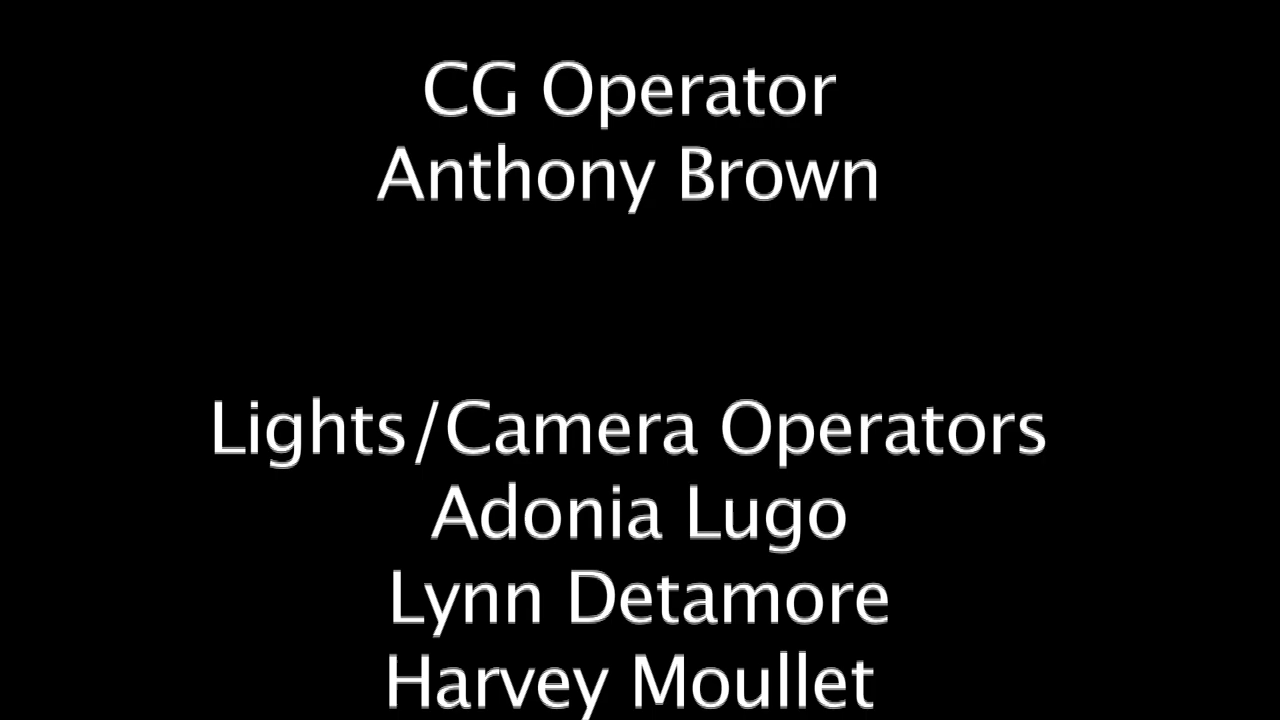 CG Operator
Anthony Brown
Lights/Camera Operators
Adonia Lugo
Lynn Detamore
Harvey Moullet